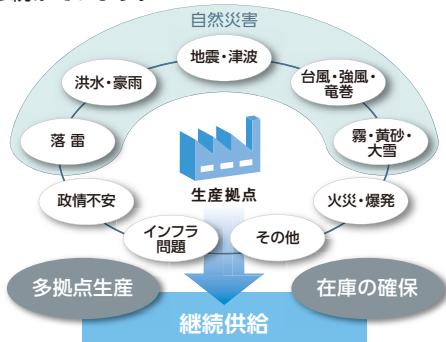 自然災害
地震・津波
洪水・豪雨
台風・強風・
竜巻
落 雷
霧・黄砂・
大雪
生産拠点
政情不安
火災・爆発
インフラ
問題
その他
多拠点生産
在庫の確保
継続供給